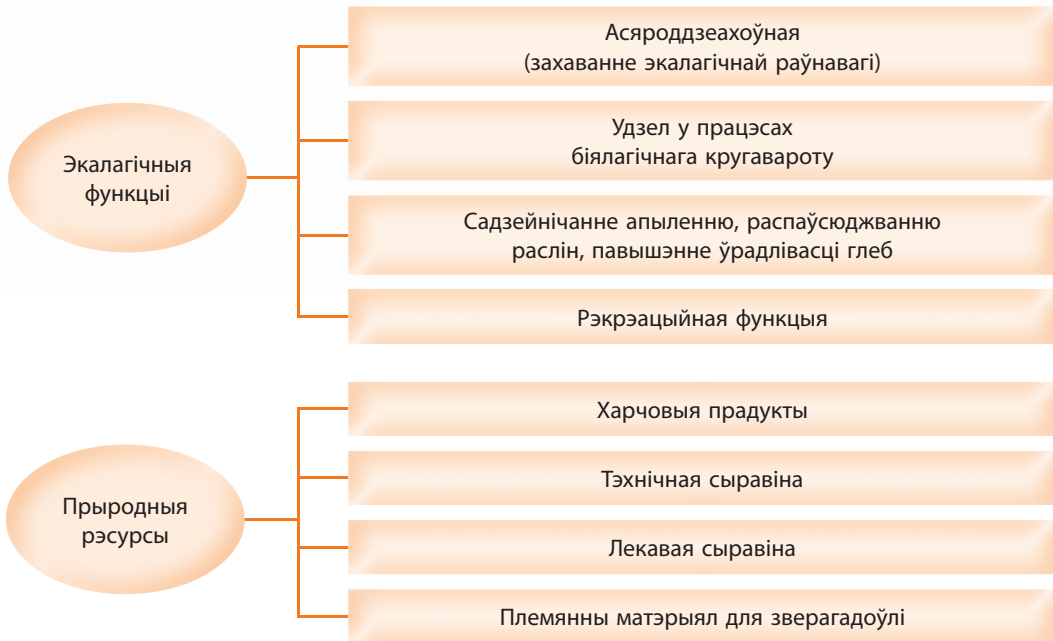 Экалагічныя
функцыі
Асяроддзеахоўная
(захаванне экалагічнай раўнавагі)
Удзел у працэсах
біялагічнага кругавароту
Садзейнічанне апыленню, распаўсюджванню
раслін, павышэнне ўрадлівасці глеб
Рэкрэацыйная функцыя
Прыродныя
рэсурсы
Харчовыя прадукты
Тэхнічная сыравіна
Лекавая сыравіна
Племянны матэрыял для зверагадоўлі